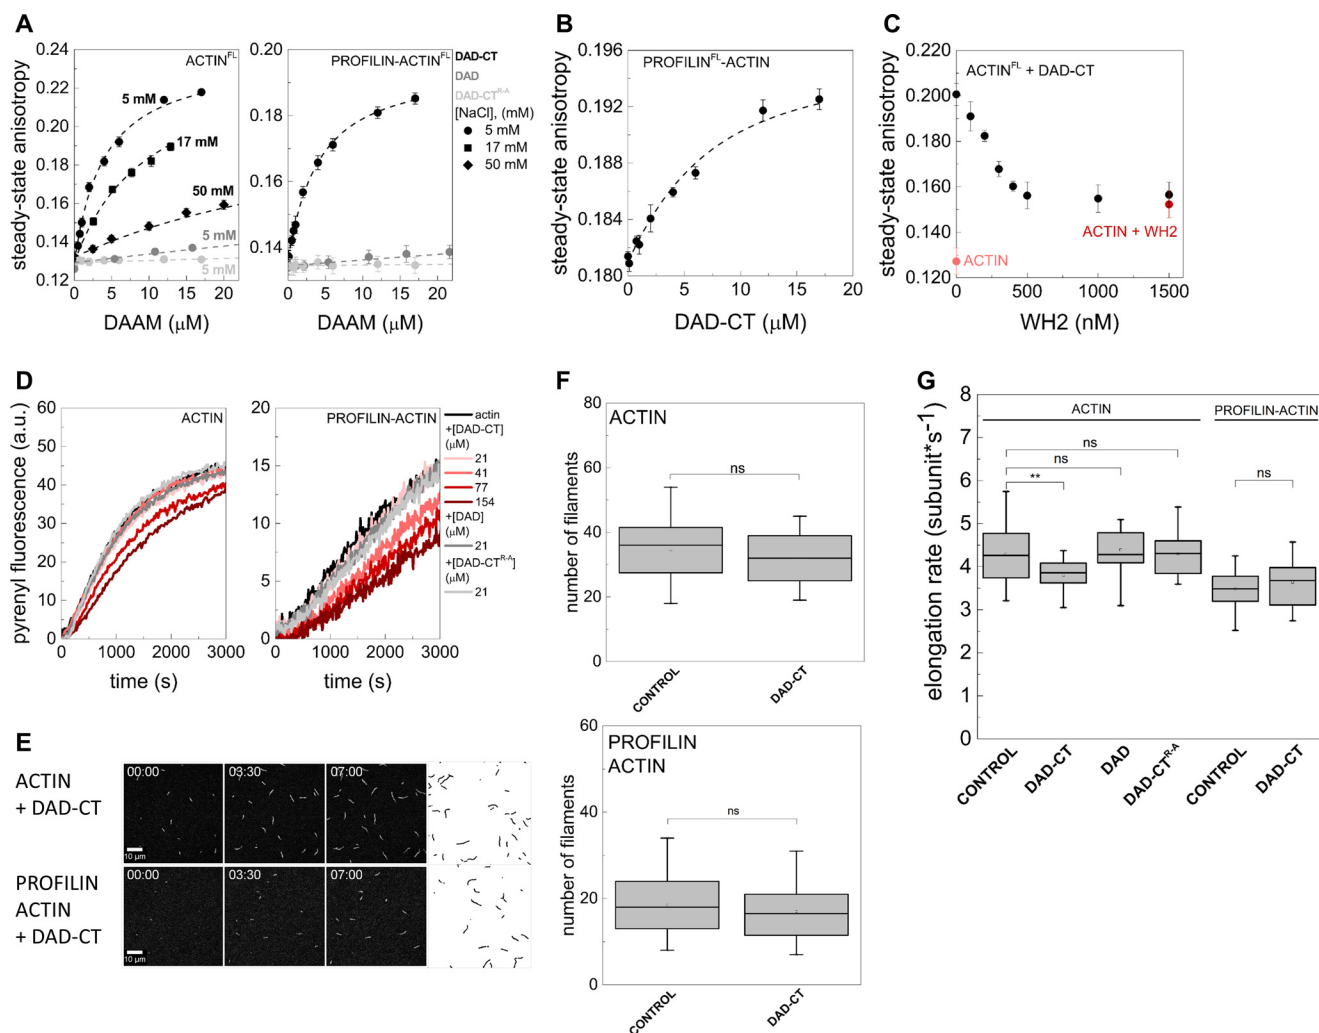 A
steady-state anisotropy
0.24
0.22
0.20
0.18
0.16
0.14
0.12
ACTIN^FL
5 mM
17 mM
50 mM
5 mM
5 mM
0 5 10 15 20
DAAM (μM)
0.20
0.18
0.16
0.14
PROFILIN-ACTIN^FL
0 5 10 15 20
DAAM (μM)
DAD-CT
DAD
DAD-CT^R-A
[NaCl], (mM)
5 mM
17 mM
50 mM
B
steady-state anisotropy
0.196
0.192
0.188
0.184
0.180
PROFILIN^FL-ACTIN
0 5 10 15 20
DAD-CT (μM)
C
steady-state anisotropy
0.200
0.180
0.160
0.140
0.120
ACTIN^FL + DAD-CT
ACTIN + WH2
ACTIN
0 500 1000 1500
WH2 (nM)
D
pyrenyl fluorescence (a.u.)
60
50
40
30
20
10
0
ACTIN
0 1000 2000 3000
time (s)
20
15
10
5
0
PROFILIN-ACTIN
0 1000 2000 3000
time (s)
actin
+[DAD-CT]
(μM)
21
41
77
154
+[DAD]
(μM)
21
+[DAD-CT^R-A]
(μM)
21
E
ACTIN
+ DAD-CT
00:00 03:30 07:00
10 μm
PROFILIN
ACTIN
+ DAD-CT
00:00 03:30 07:00
10 μm
F
number of filaments
80
60
40
20
0
ACTIN
ns
CONTROL DAD-CT
number of filaments
60
40
20
0
PROFILIN
ACTIN
ns
CONTROL DAD-CT
G
elongation rate (subunit*s^-1)
8
7
6
5
4
3
2
1
0
ACTIN PROFILIN-ACTIN
ns
ns
**
ns
CONTROL DAD-CT DAD DAD-CT^R-A CONTROL DAD-CT